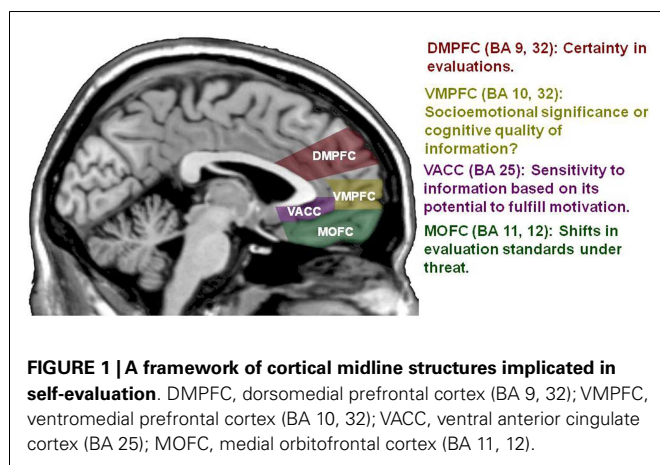 DMPFC (BA 9, 32): Certainty in
evaluations.
VMPFC (BA 10, 32):
Socioemotional significance or
cognitive quality of
information?
VACC (BA 25): Sensitivity to
information based on its
potential to fulfill motivation.
MOFC (BA 11, 12): Shifts in
evaluation standards under
threat.
DMPFC
VMPFC
VACC
MOFC
FIGURE 1 | A framework of cortical midline structures implicated in
self-evaluation. DMPFC, dorsomedial prefrontal cortex (BA 9, 32); VMPFC,
ventromedial prefrontal cortex (BA 10, 32); VACC, ventral anterior cingulate
cortex (BA 25); MOFC, medial orbitofrontal cortex (BA 11, 12).